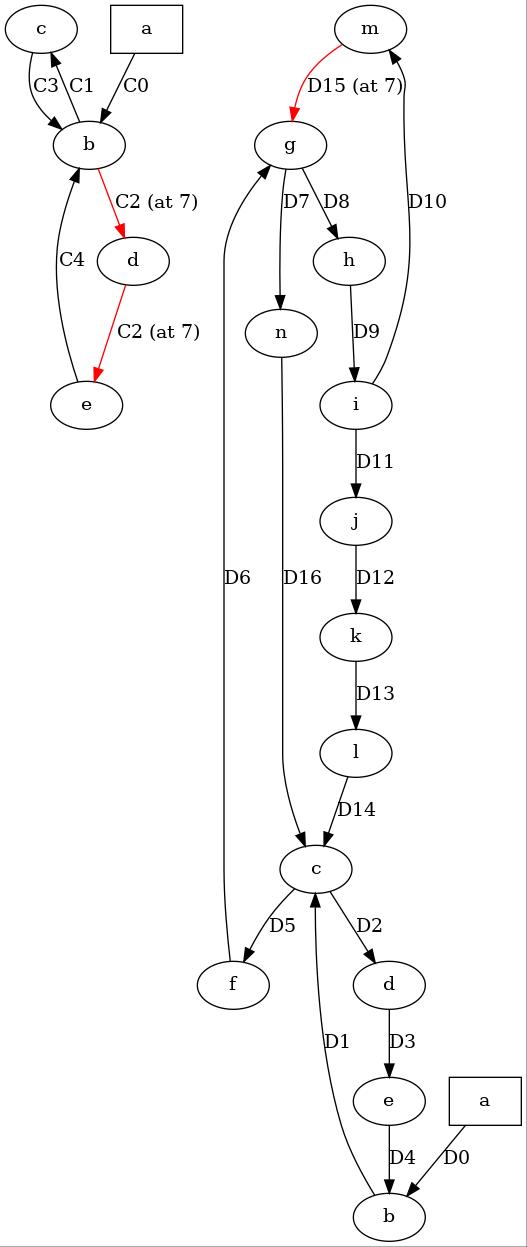 c
a
m
C3
C1
C0
D15 (at 7)
b
g
C2 (at 7)
D7
D8
D10
C4
d
h
C2 (at 7)
n
D9
e
i
D11
j
D6
D16
D12
k
D13
l
D14
c
D5
D2
f
d
D1
D3
e
a
D4
D0
b